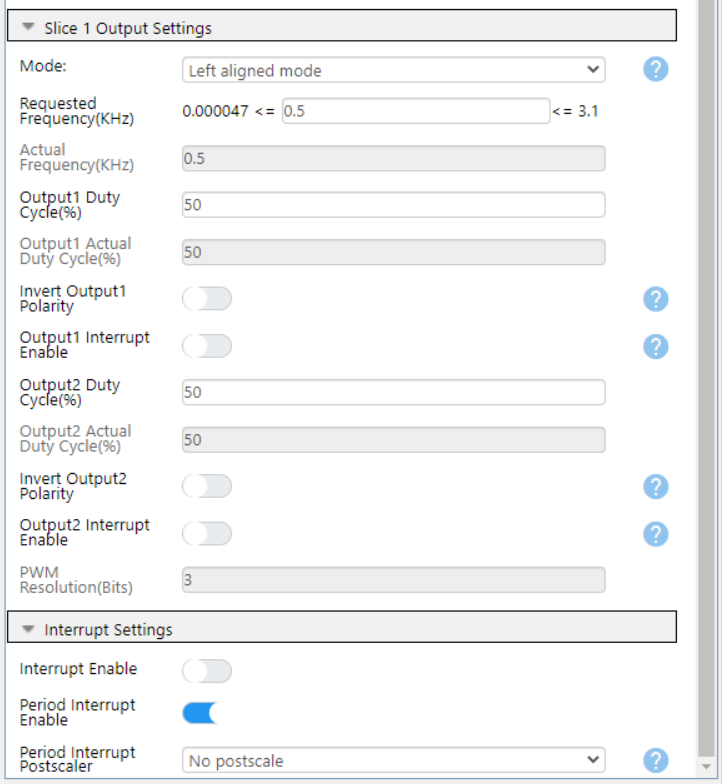 Slice 1 Output Settings
Mode:
Left aligned mode
?
Requested
Frequency(KHz)
0.000047 <= 0.5 <= 3.1
Actual
Frequency(KHz)
0.5
Output1 Duty
Cycle(%)
50
Output1 Actual
Duty Cycle(%)
50
Invert Output1
Polarity
?
Output1 Interrupt
Enable
?
Output2 Duty
Cycle(%)
50
Output2 Actual
Duty Cycle(%)
50
Invert Output2
Polarity
?
Output2 Interrupt
Enable
?
PWM
Resolution(Bits)
3
Interrupt Settings
Interrupt Enable
Period Interrupt
Enable
Period Interrupt
Postscaler
No postscale
?